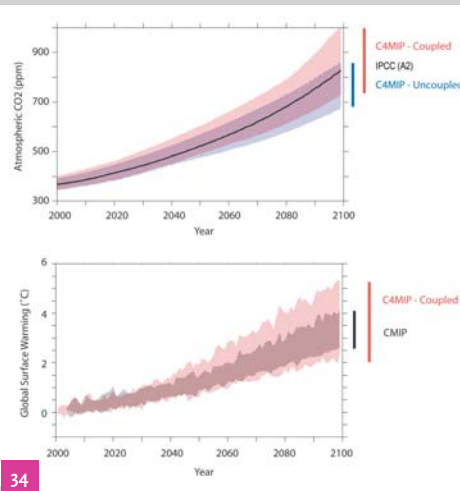 900
700
500
300
Atmospheric CO2 (ppm)
2000 2020 2040 2060 2080 2100
Year
C4MIP - Coupled
IPCC (A2)
C4MIP - Uncoupled
6
4
2
0
Global Surface Warming (˚C)
2000 2020 2040 2060 2080 2100
Year
C4MIP - Coupled
CMIP
34